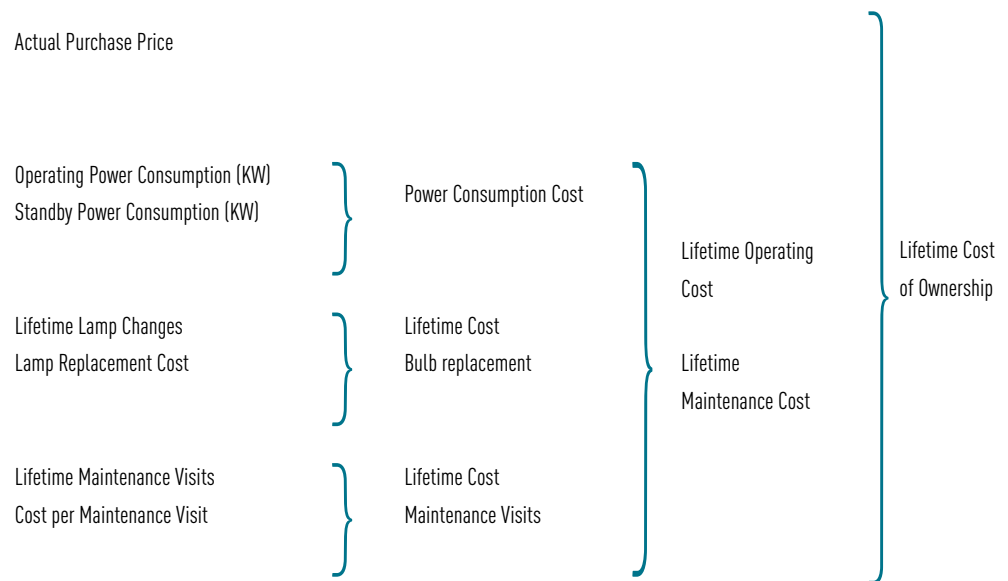 Actual Purchase Price
Operating Power Consumption (KW)
Standby Power Consumption (KW)
Power Consumption Cost
Lifetime Lamp Changes
Lamp Replacement Cost
Lifetime Cost
Bulb replacement
Lifetime Maintenance Visits
Cost per Maintenance Visit
Lifetime Cost
Maintenance Visits
Lifetime Operating
Cost
Lifetime
Maintenance Cost
Lifetime Cost
of Ownership